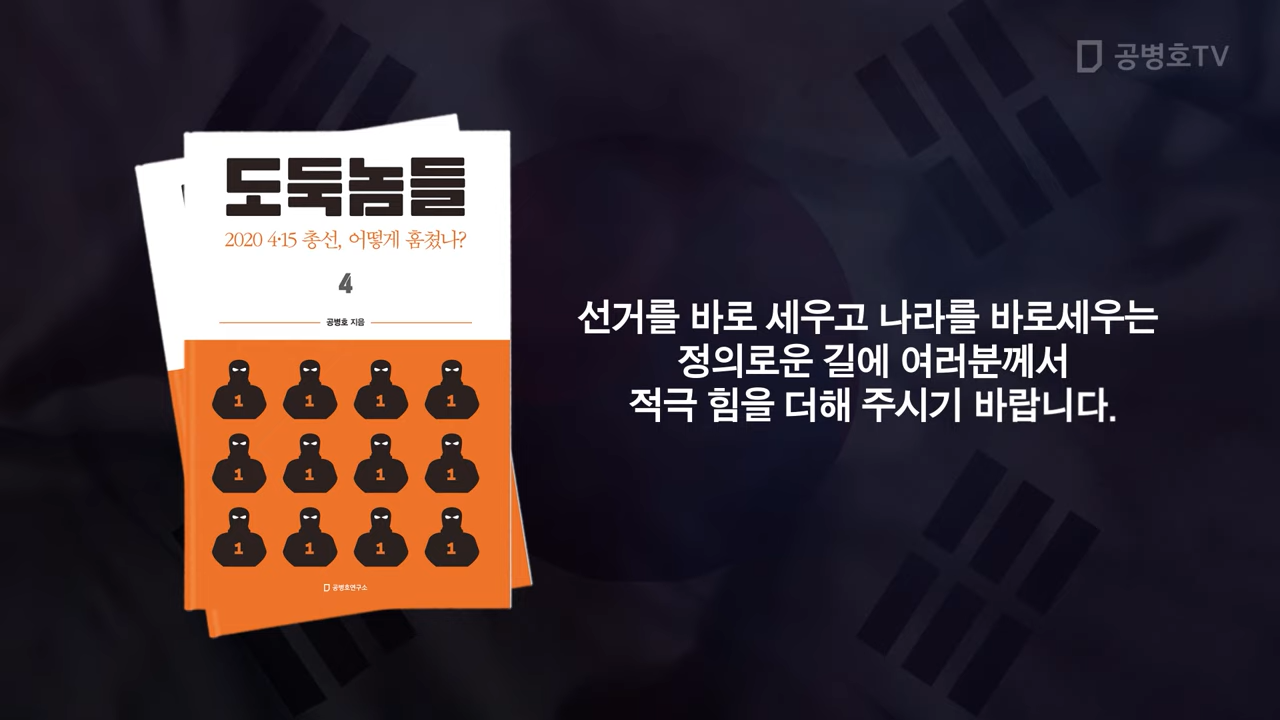 공병호TV
도둑놈들
2020 4·15 총선, 어떻게 훔쳤나?
4
공병호 지음
1 1 1 1
1 1 1 1
1 1 1 1
공병호연구소
선거를 바로 세우고 나라를 바로세우는
정의로운 길에 여러분께서
적극 힘을 더해 주시기 바랍니다.